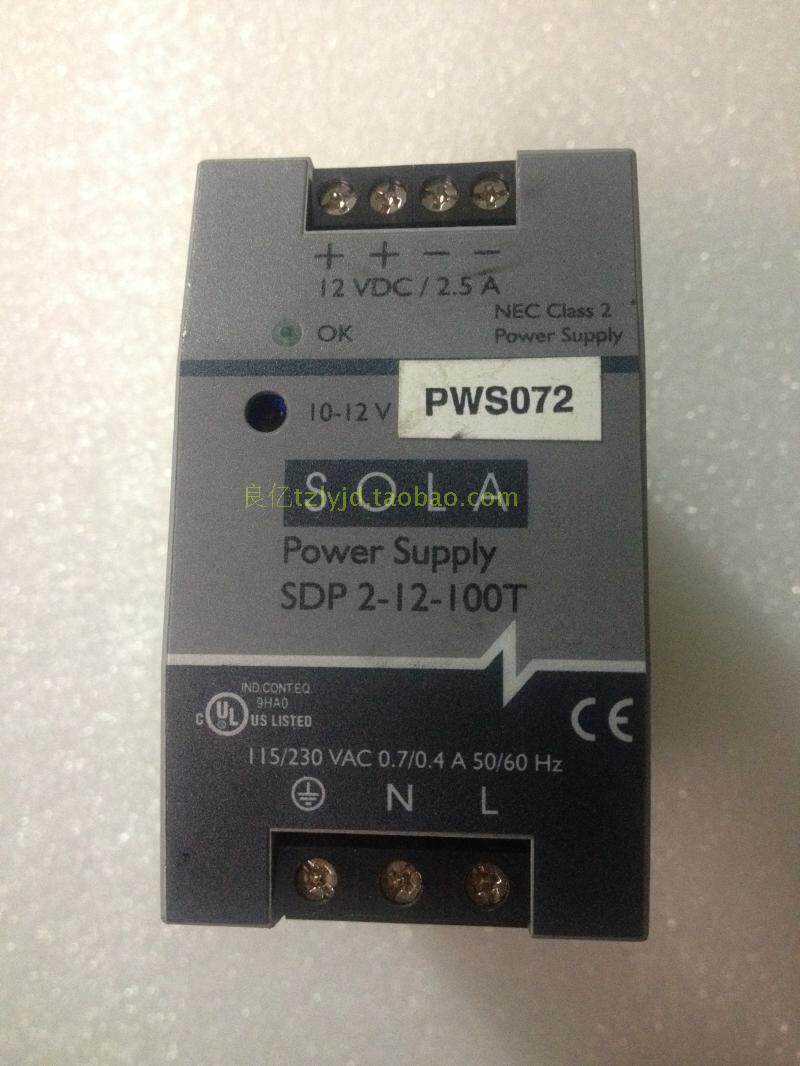 + + − −
12 VDC / 2.5 A
NEC Class 2
Power Supply
OK
10-12 V
PWS072
SOLA
良亿tzlyjd.taobao.com
Power Supply
SDP 2-12-100T
IND.CONT.EQ.
9HA0
C UL US LISTED
CE
115/230 VAC 0.7/0.4 A 50/60 Hz
N L